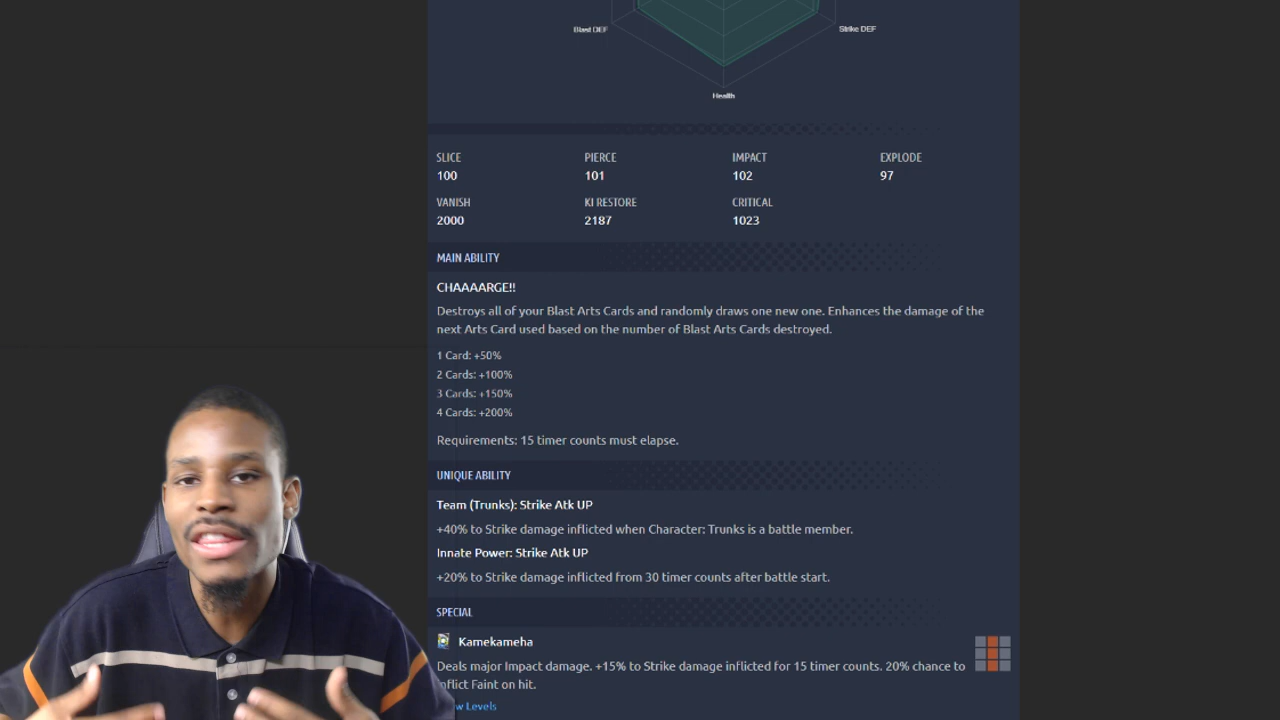 Blast DEF
Strike DEF
Health
SLICE PIERCE IMPACT EXPLODE
100 101 102 97
VANISH KI RESTORE CRITICAL
2000 2187 1023
MAIN ABILITY
CHAAAARGE!!
Destroys all of your Blast Arts Cards and randomly draws one new one. Enhances the damage of the
next Arts Card used based on the number of Blast Arts Cards destroyed.
1 Card: +50%
2 Cards: +100%
3 Cards: +150%
4 Cards: +200%
Requirements: 15 timer counts must elapse.
UNIQUE ABILITY
Team (Trunks): Strike Atk UP
+40% to Strike damage inflicted when Character: Trunks is a battle member.
Innate Power: Strike Atk UP
+20% to Strike damage inflicted from 30 timer counts after battle start.
SPECIAL
Kamekameha
Deals major Impact damage. +15% to Strike damage inflicted for 15 timer counts. 20% chance to
Faint on hit.
Levels